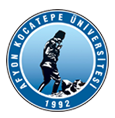 AFYON KOCATEPE ÜNİVERSİTESİ
1992